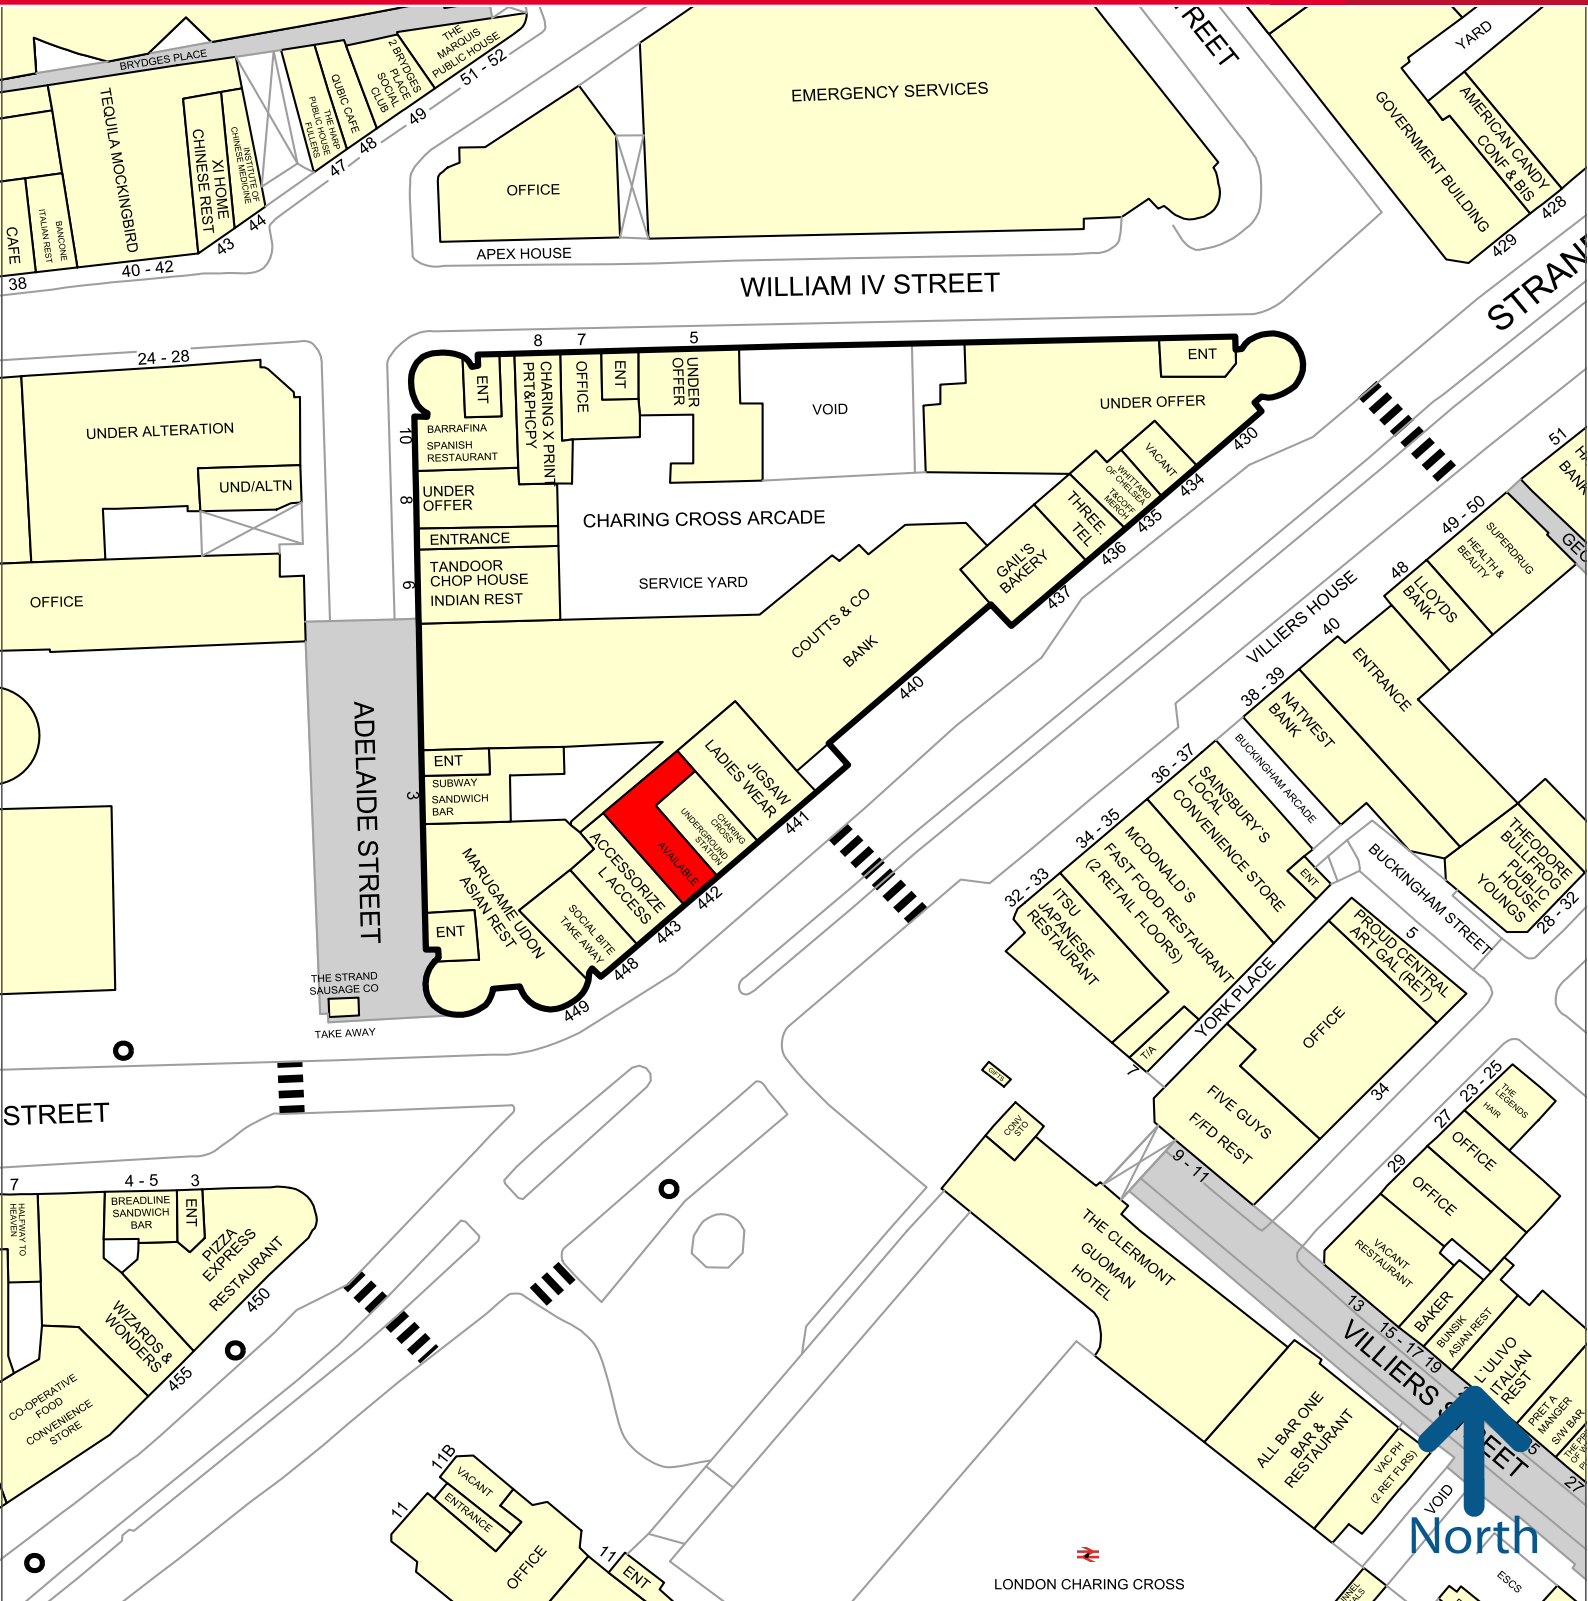 BRYDGES PLACE
THE
MARQUIS
PUBLIC HOUSE
51 - 52
2 BRYDGES
PLACE
SOCIAL
CLUB
49
QUBIC CAFE
48
THE HARP
PUBLIC HOUSE
FULLERS
47
TEQUILA MOCKINGBIRD
40 - 42
XI HOME
CHINESE REST
43
INSTITUTE OF
CHINESE MEDICINE
44
CAFE
38
BANCONE
ITALIAN REST
OFFICE
APEX HOUSE
EMERGENCY SERVICES
TREET
YARD
AMERICAN CANDY
CONF & BIS
428
GOVERNMENT BUILDING
429
STRAN
WILLIAM IV STREET
24 - 28
UNDER ALTERATION
UND/ALTN
OFFICE
8
7
5
ENT
CHARING X PRINT
PRT&PHCPY
OFFICE
ENT
UNDER
OFFER
VOID
ENT
UNDER OFFER
430
10
BARRAFINA
SPANISH
RESTAURANT
8
UNDER
OFFER
ENTRANCE
6
TANDOOR
CHOP HOUSE
INDIAN REST
CHARING CROSS ARCADE
SERVICE YARD
VACANT
434
WHITTARD
OF CHELSEA
T&COFF
MERCH
435
THREE.
TEL
436
GAIL'S
BAKERY
437
COUTTS & CO
BANK
440
51
BANK
49 - 50
SUPERDRUG
HEALTH &
BEAUTY
48
LLOYDS
BANK
VILLIERS HOUSE
40
ENTRANCE
38 - 39
NATWEST
BANK
BUCKINGHAM ARCADE
36 - 37
SAINSBURY'S
LOCAL
CONVENIENCE STORE
ENT
34 - 35
MCDONALD'S
FAST FOOD RESTAURANT
(2 RETAIL FLOORS)
32 - 33
ITSU
JAPANESE
RESTAURANT
ADELAIDE STREET
ENT
3
SUBWAY
SANDWICH
BAR
JIGSAW
LADIES WEAR
441
CHARING
CROSS
UNDERGROUND
STATION
AVAILABLE
442
ACCESSORIZE
L ACCESS
443
SOCIAL BITE
TAKE AWAY
448
MARUGAME UDON
ASIAN REST
449
ENT
THE STRAND
SAUSAGE CO
TAKE AWAY
BUCKINGHAM STREET
THEODORE
BULLFROG
PUBLIC
HOUSE
YOUNGS
28 - 32
PROUD CENTRAL
ART GAL (RET)
5
YORK PLACE
OFFICE
34
T/A
7
FIVE GUYS
F/FD REST
9 - 11
GIFTS
CONV
STO
THE CLERMONT
GUOMAN
HOTEL
23 - 25
THE
LEGENDS
HAIR
27
OFFICE
29
OFFICE
VACANT
RESTAURANT
13
BAKER
15 - 17
BUNSIK
ASIAN REST
19
L'ULIVO
ITALIAN
REST
PRET A
MANGER
S/W BAR
27
ALL BAR ONE
BAR &
RESTAURANT
VAC PH
(2 RET FLRS)
VOID
North
ESCS
STREET
7
4 - 5
3
HALFWAY TO
HEAVEN
BREADLINE
SANDWICH
BAR
ENT
PIZZA
EXPRESS
RESTAURANT
450
WIZARDS &
WONDERS
455
CO-OPERATIVE
FOOD
CONVENIENCE
STORE
11B
VACANT
ENTRANCE
11
OFFICE
11
ENT
LONDON CHARING CROSS